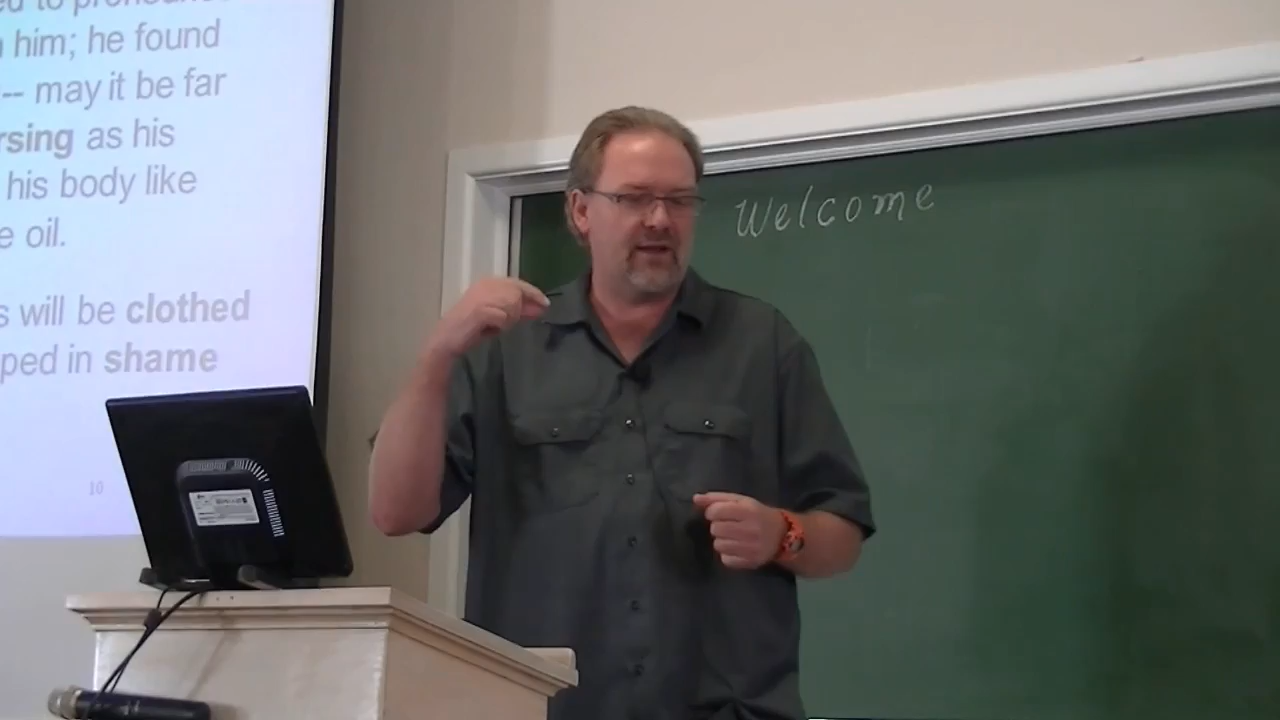 him; he found
-- may it be far
rsing as his
his body like
e oil.
s will be clothed
ped in shame
10
Welcome